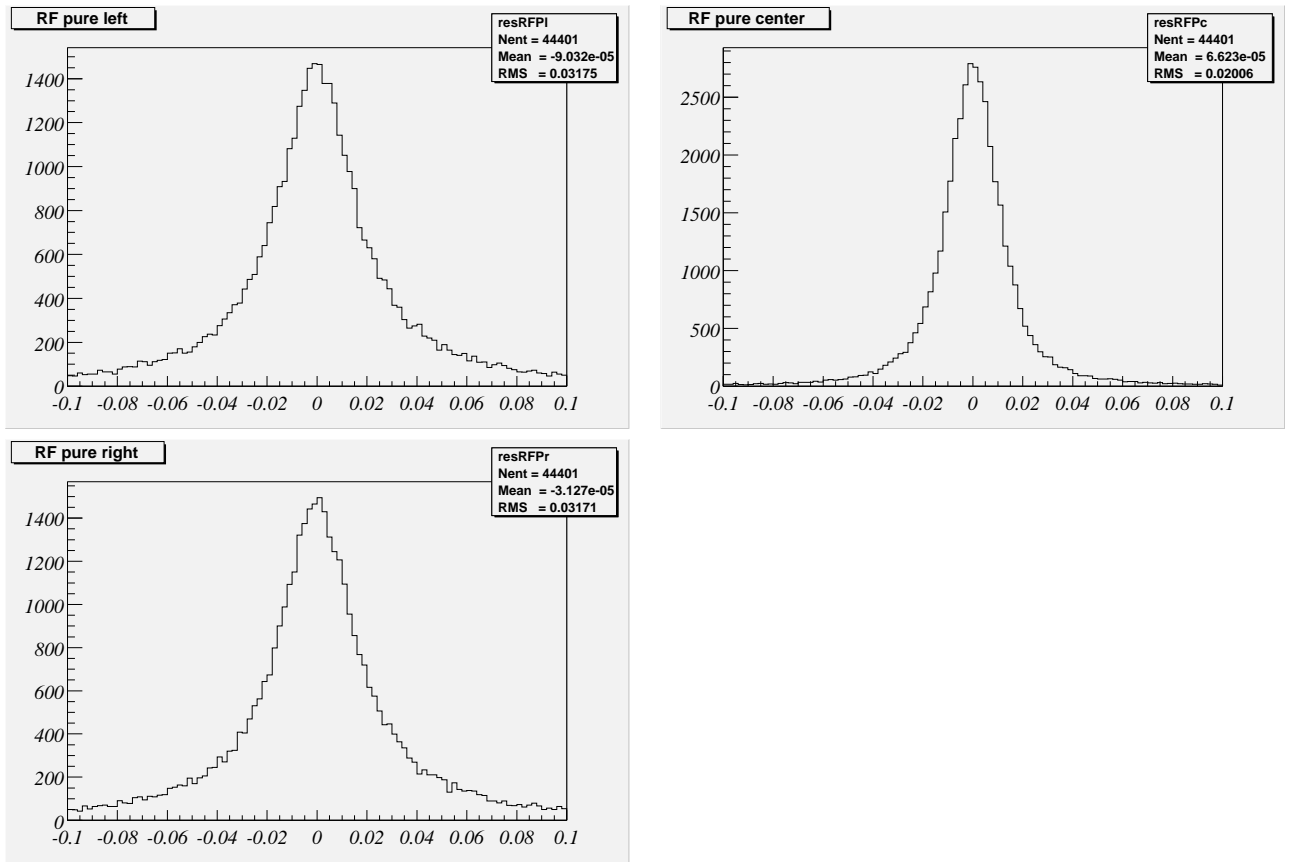 RF pure left
resRFPl
Nent = 44401
Mean = -9.032e-05
RMS = 0.03175
1400
1200
1000
800
600
400
200
0
-0.1 -0.08 -0.06 -0.04 -0.02 0 0.02 0.04 0.06 0.08 0.1
RF pure center
resRFPc
Nent = 44401
Mean = 6.623e-05
RMS = 0.02006
2500
2000
1500
1000
500
0
-0.1 -0.08 -0.06 -0.04 -0.02 0 0.02 0.04 0.06 0.08 0.1
RF pure right
resRFPr
Nent = 44401
Mean = -3.127e-05
RMS = 0.03171
1400
1200
1000
800
600
400
200
0
-0.1 -0.08 -0.06 -0.04 -0.02 0 0.02 0.04 0.06 0.08 0.1